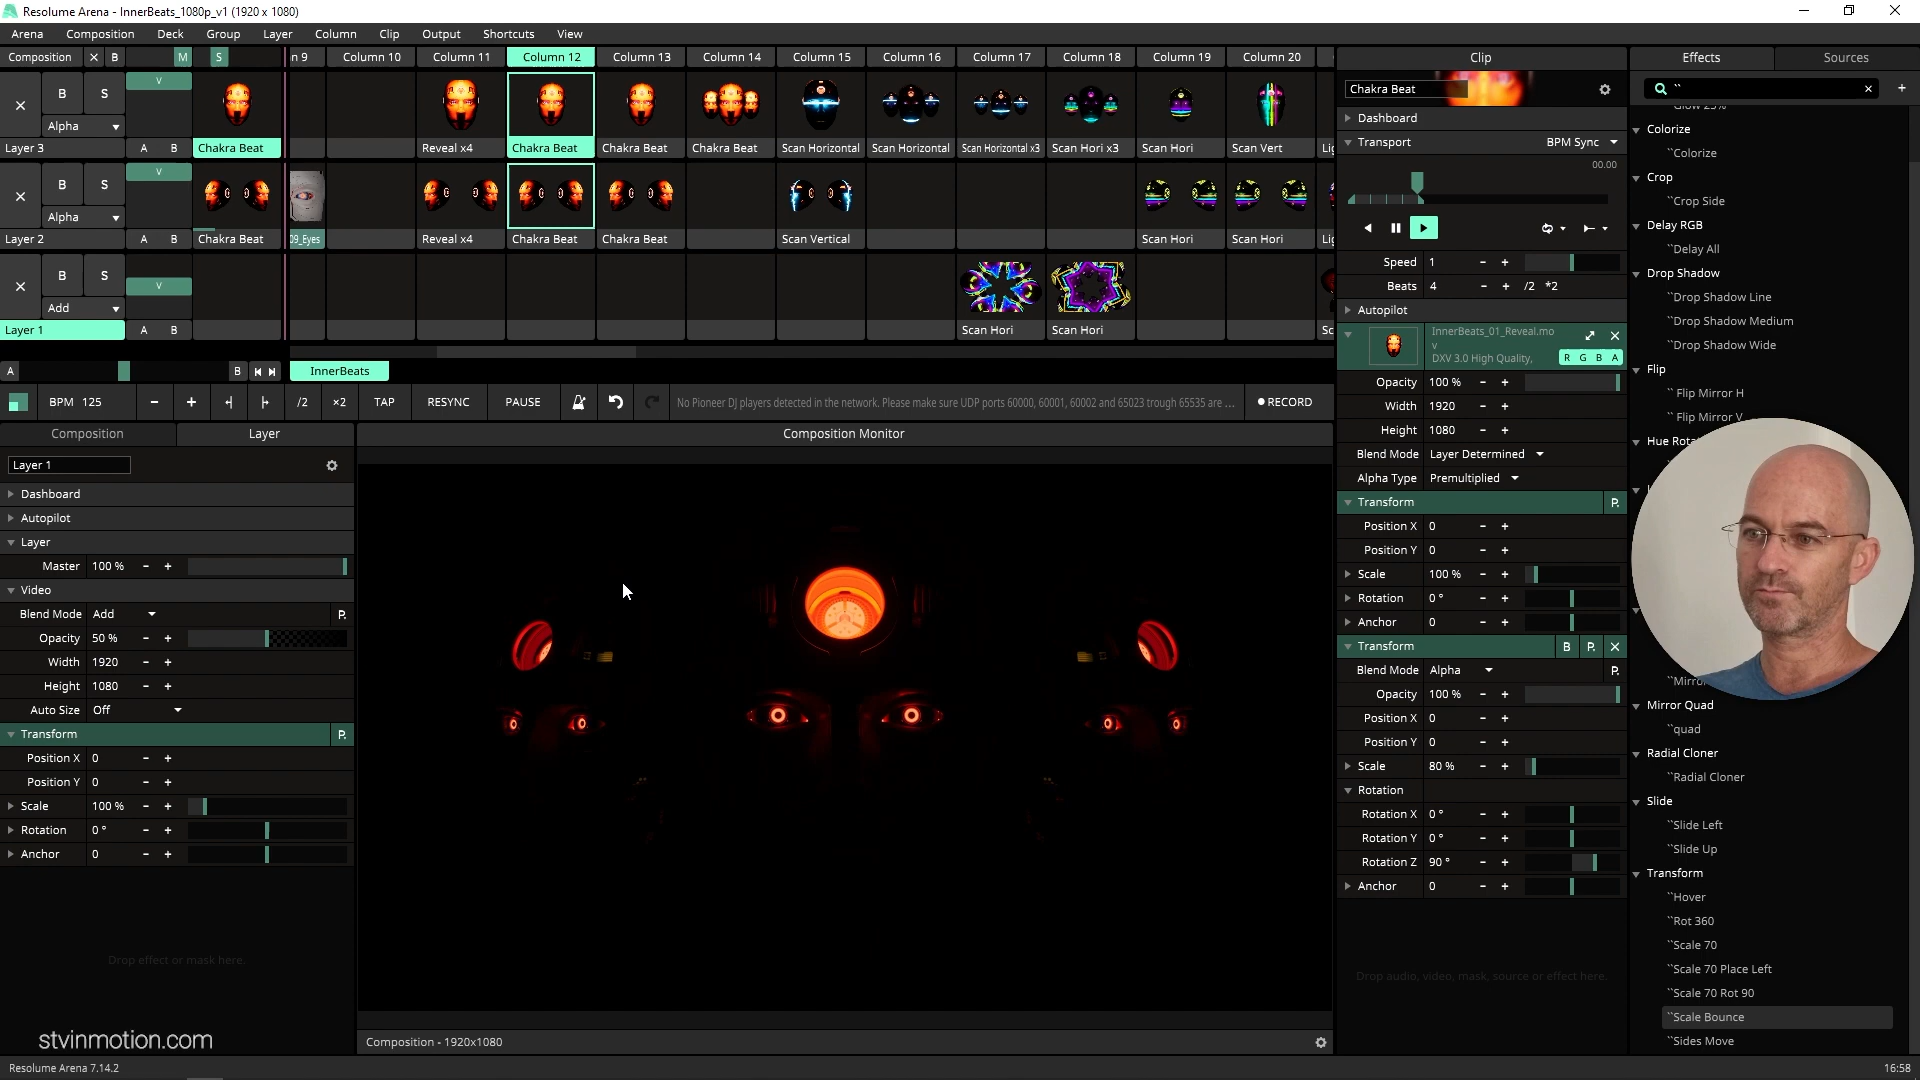 Resolume Arena - InnerBeats_1080p_v1 (1920 x 1080)
Arena Composition Deck Group Layer Column Clip Output Shortcuts View
Composition B M S n 9 Column 10 Column 11 Column 12 Column 13 Column 14 Column 15 Column 16 Column 17 Column 18 Column 19 Column 20
B S V
Alpha
Layer 3 A B Chakra Beat Reveal x4 Chakra Beat Chakra Beat Chakra Beat Scan Horizontal Scan Horizontal Scan Horizontal x3 Scan Hori x3 Scan Hori Scan Vert
B S V
Alpha
Layer 2 A B Chakra Beat 09_Eyes Reveal x4 Chakra Beat Chakra Beat Scan Vertical Scan Hori Scan Hori
B S V
Add
Layer 1 A B Scan Hori Scan Hori
A B InnerBeats
BPM 125 - + /2 ×2 TAP RESYNC PAUSE No Pioneer DJ players detected in the network. Please make sure UDP ports 60000, 60001, 60002 and 65023 trough 65535 are ... RECORD
Composition Layer Composition Monitor
Layer 1
Dashboard
Autopilot
Layer
Master 100 % - +
Video
Blend Mode Add P.
Opacity 50 % - +
Width 1920 - +
Height 1080 - +
Auto Size Off
Transform P.
Position X 0 - +
Position Y 0 - +
Scale 100 % - +
Rotation 0 ° - +
Anchor 0 - +
Drop effect or mask here.
stvinmotion.com
Composition - 1920x1080
Resolume Arena 7.14.2
Clip
Chakra Beat
Dashboard
Transport BPM Sync
00.00
Speed 1 - +
Beats 4 - + /2 *2
Autopilot
InnerBeats_01_Reveal.mo
v
DXV 3.0 High Quality, R G B A
Opacity 100 % - +
Width 1920 - +
Height 1080 - +
Blend Mode Layer Determined
Alpha Type Premultiplied
Transform P.
Position X 0 - +
Position Y 0 - +
Scale 100 % - +
Rotation 0 ° - +
Anchor 0 - +
Transform B P.
Blend Mode Alpha P.
Opacity 100 % - +
Position X 0 - +
Position Y 0 - +
Scale 80 % - +
Rotation
Rotation X 0 ° - +
Rotation Y 0 ° - +
Rotation Z 90 ° - +
Anchor 0 - +
Drop audio, video, mask, source or effect here.
Effects Sources
`` +
Colorize
``Colorize
Crop
``Crop Side
Delay RGB
``Delay All
Drop Shadow
``Drop Shadow Line
``Drop Shadow Medium
``Drop Shadow Wide
Flip
`` Flip Mirror H
`` Flip Mirror V
Hue Rota
``Mirro
Mirror Quad
``quad
Radial Cloner
``Radial Cloner
Slide
``Slide Left
``Slide Up
Transform
``Hover
``Rot 360
``Scale 70
``Scale 70 Place Left
``Scale 70 Rot 90
``Scale Bounce
``Sides Move
16:58